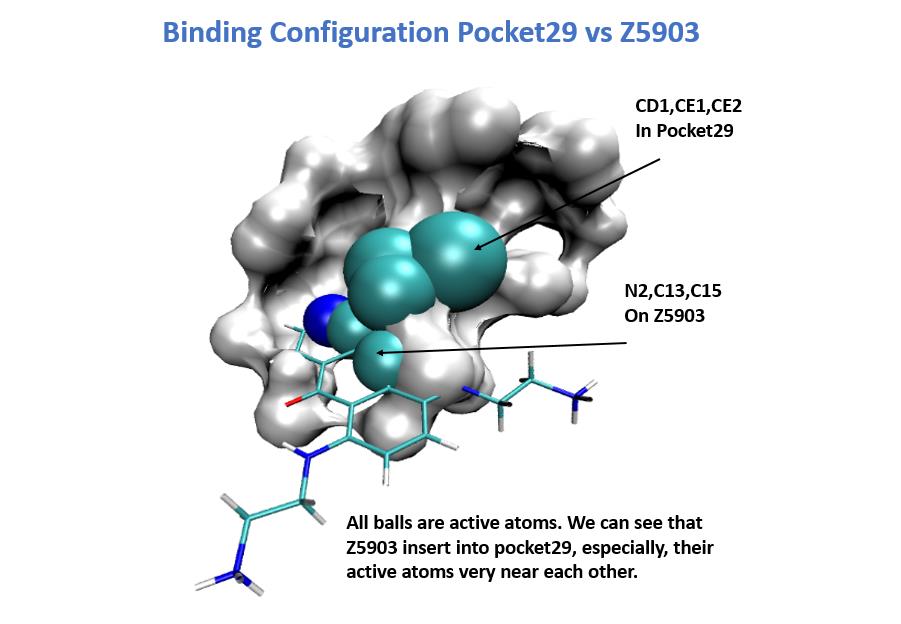 Binding Configuration Pocket29 vs Z5903
CD1,CE1,CE2
In Pocket29
N2,C13,C15
On Z5903
All balls are active atoms. We can see that
Z5903 insert into pocket29, especially, their
active atoms very near each other.